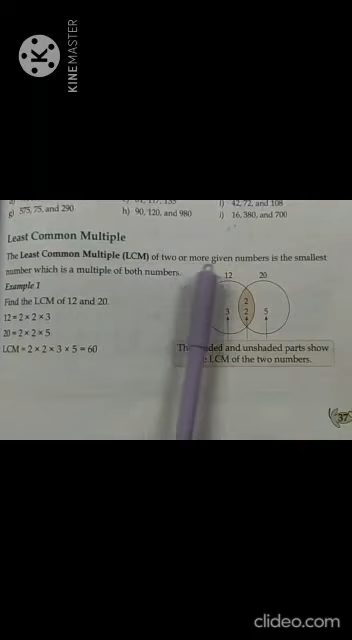 KINEMASTER
g) 575, 75, and 290
h) 90, 120, and 980
i) 42, 72, and 108
i) 16, 380, and 700
Least Common Multiple
The Least Common Multiple (LCM) of two or more given numbers is the smallest
number which is a multiple of both numbers.
Example 1
Find the LCM of 12 and 20.
12 = 2 × 2 × 3
20 = 2 × 2 × 5
LCM = 2 × 2 × 3 × 5 = 60
12 20
2
3 2 5
and unshaded parts show
LCM of the two numbers.
37
clideo.com